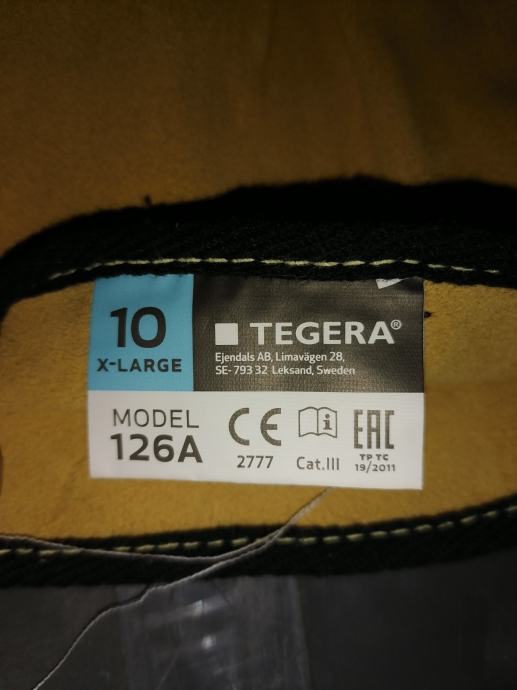 10
X-LARGE
TEGERA®
Ejendals AB, Limavägen 28,
SE-793 32 Leksand, Sweden
MODEL
126A
CE
2777
i
Cat.III
EAC
TP TC
19/2011